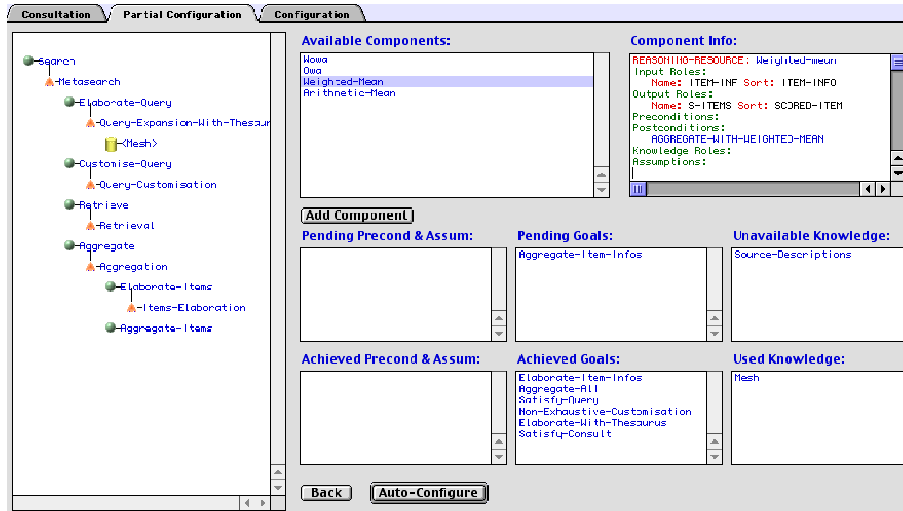 Consultation
Partial Configuration
Configuration
Search
Metasearch
Elaborate-Query
Query-Expansion-With-Thesaur
<Mesh>
Customise-Query
Query-Customisation
Retrieve
Retrieval
Aggregate
Aggregation
Elaborate-Items
Items-Elaboration
Aggregate-Items
Available Components:
Wowa
Owa
Weighted-Mean
Arithmetic-Mean
Component Info:
REASONING-RESOURCE: Weighted-mean
Input Roles:
Name: ITEM-INF Sort: ITEM-INFO
Output Roles:
Name: S-ITEMS Sort: SCORED-ITEM
Preconditions:
Postconditions:
AGGREGATE-WITH-WEIGHTED-MEAN
Knowledge Roles:
Assumptions:
Add Component
Pending Precond & Assum:
Pending Goals:
Aggregate-Item-Infos
Unavailable Knowledge:
Source-Descriptions
Achieved Precond & Assum:
Achieved Goals:
Elaborate-Item-Infos
Aggregate-All
Satisfy-Query
Non-Exhaustive-Customisation
Elaborate-With-Thesaurus
Satisfy-Consult
Used Knowledge:
Mesh
Back
Auto-Configure